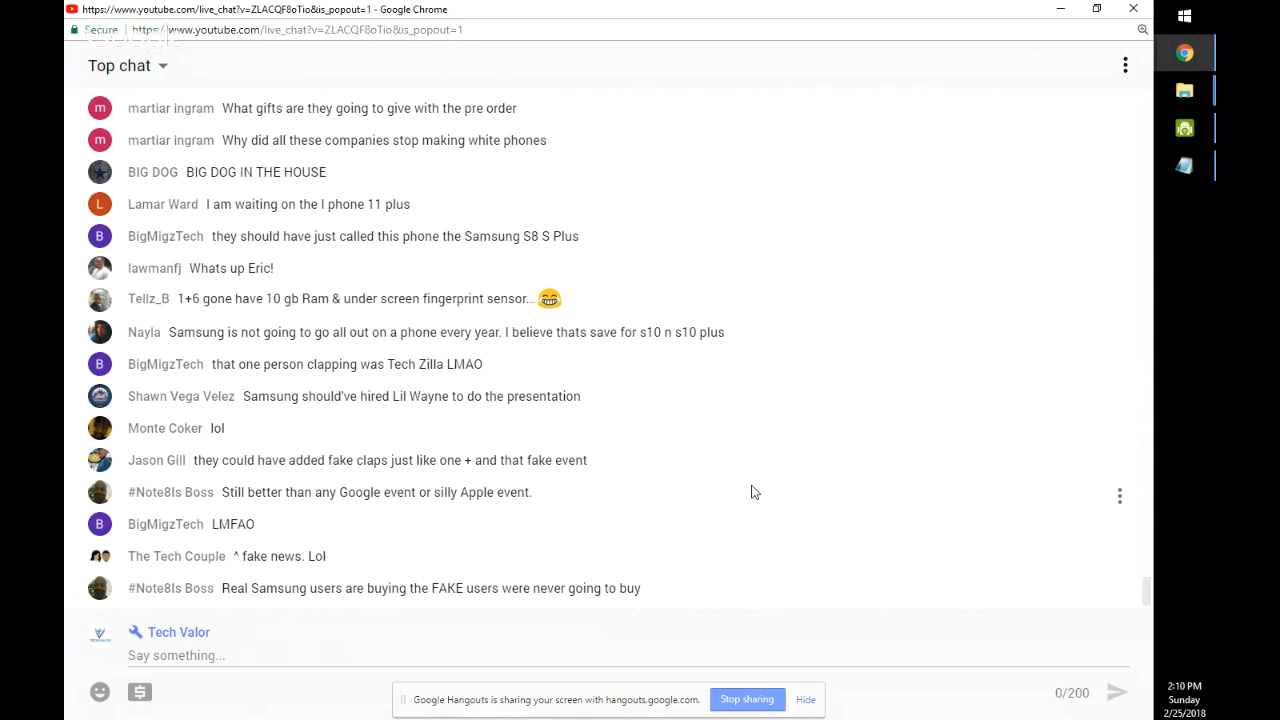 https://www.youtube.com/live_chat?v=ZLACQF8oTio&is_popout=1 - Google Chrome
Secure https://www.youtube.com/live_chat?v=ZLACQF8oTio&is_popout=1
Google
Top chat
m martiar ingram What gifts are they going to give with the pre order
m martiar ingram Why did all these companies stop making white phones
BIG DOG BIG DOG IN THE HOUSE
L Lamar Ward I am waiting on the I phone 11 plus
B BigMigzTech they should have just called this phone the Samsung S8 S Plus
lawmanfj Whats up Eric!
Tellz_B 1+6 gone have 10 gb Ram & under screen fingerprint sensor... 😂
Nayla Samsung is not going to go all out on a phone every year. I believe thats save for s10 n s10 plus
B BigMigzTech that one person clapping was Tech Zilla LMAO
Shawn Vega Velez Samsung should've hired Lil Wayne to do the presentation
Monte Coker lol
Jason Gill they could have added fake claps just like one + and that fake event
#Note8Is Boss Still better than any Google event or silly Apple event.
B BigMigzTech LMFAO
The Tech Couple ^ fake news. Lol
#Note8Is Boss Real Samsung users are buying the FAKE users were never going to buy
Tech Valor
Say something...
Google Hangouts is sharing your screen with hangouts.google.com. Stop sharing Hide
0/200
2:10 PM
Sunday
2/25/2018